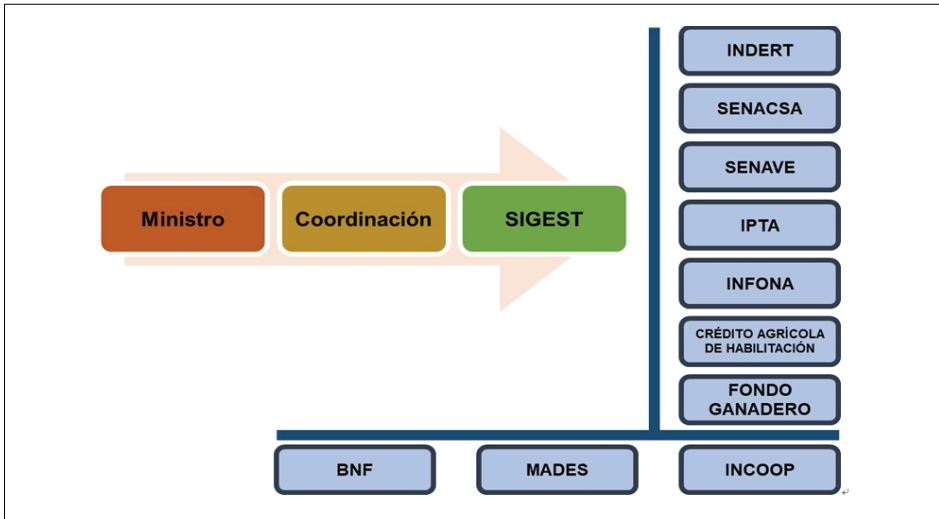 INDERT
SENACSA
SENAVE
Ministro
Coordinación
SIGEST
IPTA
INFONA
CRÉDITO AGRÍCOLA
DE HABILITACIÓN
FONDO
GANADERO
BNF
MADES
INCOOP